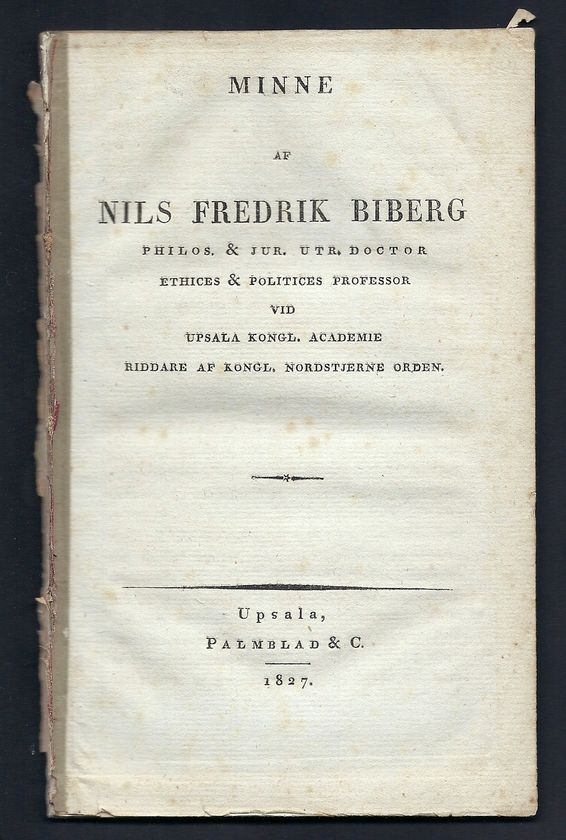 MINNE
AF
NILS FREDRIK BIBERG
PHILOS. & JUR. UTR. DOCTOR
ETHICES & POLITICES PROFESSOR
VID
UPSALA KONGL. ACADEMIE
RIDDARE AF KONGL. NORDSTJERNE ORDEN.
Upsala,
PALMBLAD & C.
1827.